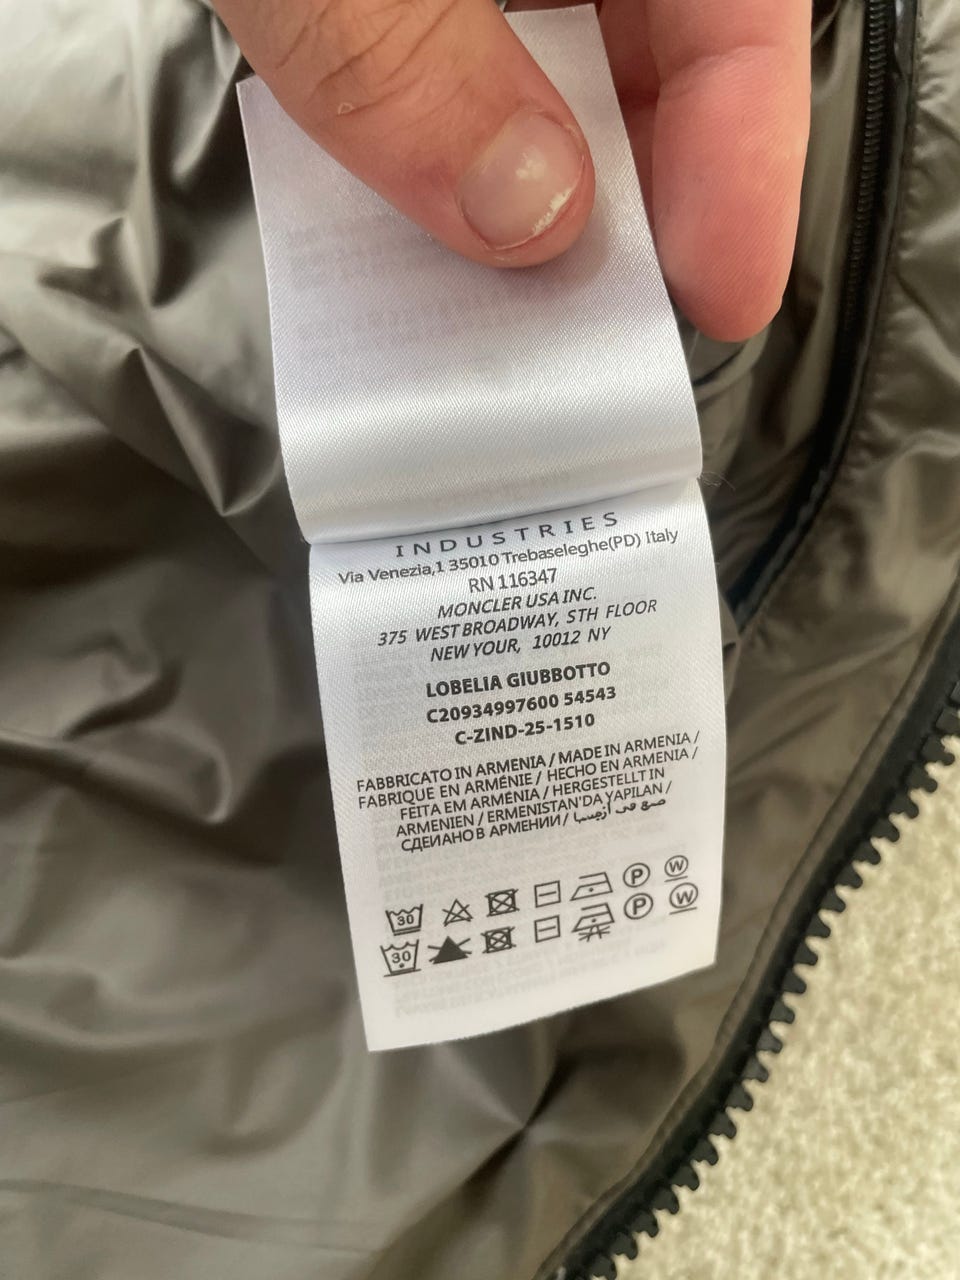 INDUSTRIES
Via Venezia,1 35010 Trebaseleghe(PD) Italy
RN 116347
MONCLER USA INC.
375 WEST BROADWAY, STH FLOOR
NEW YOUR, 10012 NY
LOBELIA GIUBBOTTO
C20934997600 54543
C-ZIND-25-1510
FABBRICATO IN ARMENIA / MADE IN ARMENIA /
FABRIQUE EN ARMÉNIE / HECHO EN ARMENIA /
FEITA EM ARMÉNIA / HERGESTELLT IN
ARMENIEN / ERMENISTAN'DA YAPILAN /
СДЕИАНО В АРМЕНИИ / صنع في
30 P W
30 P W